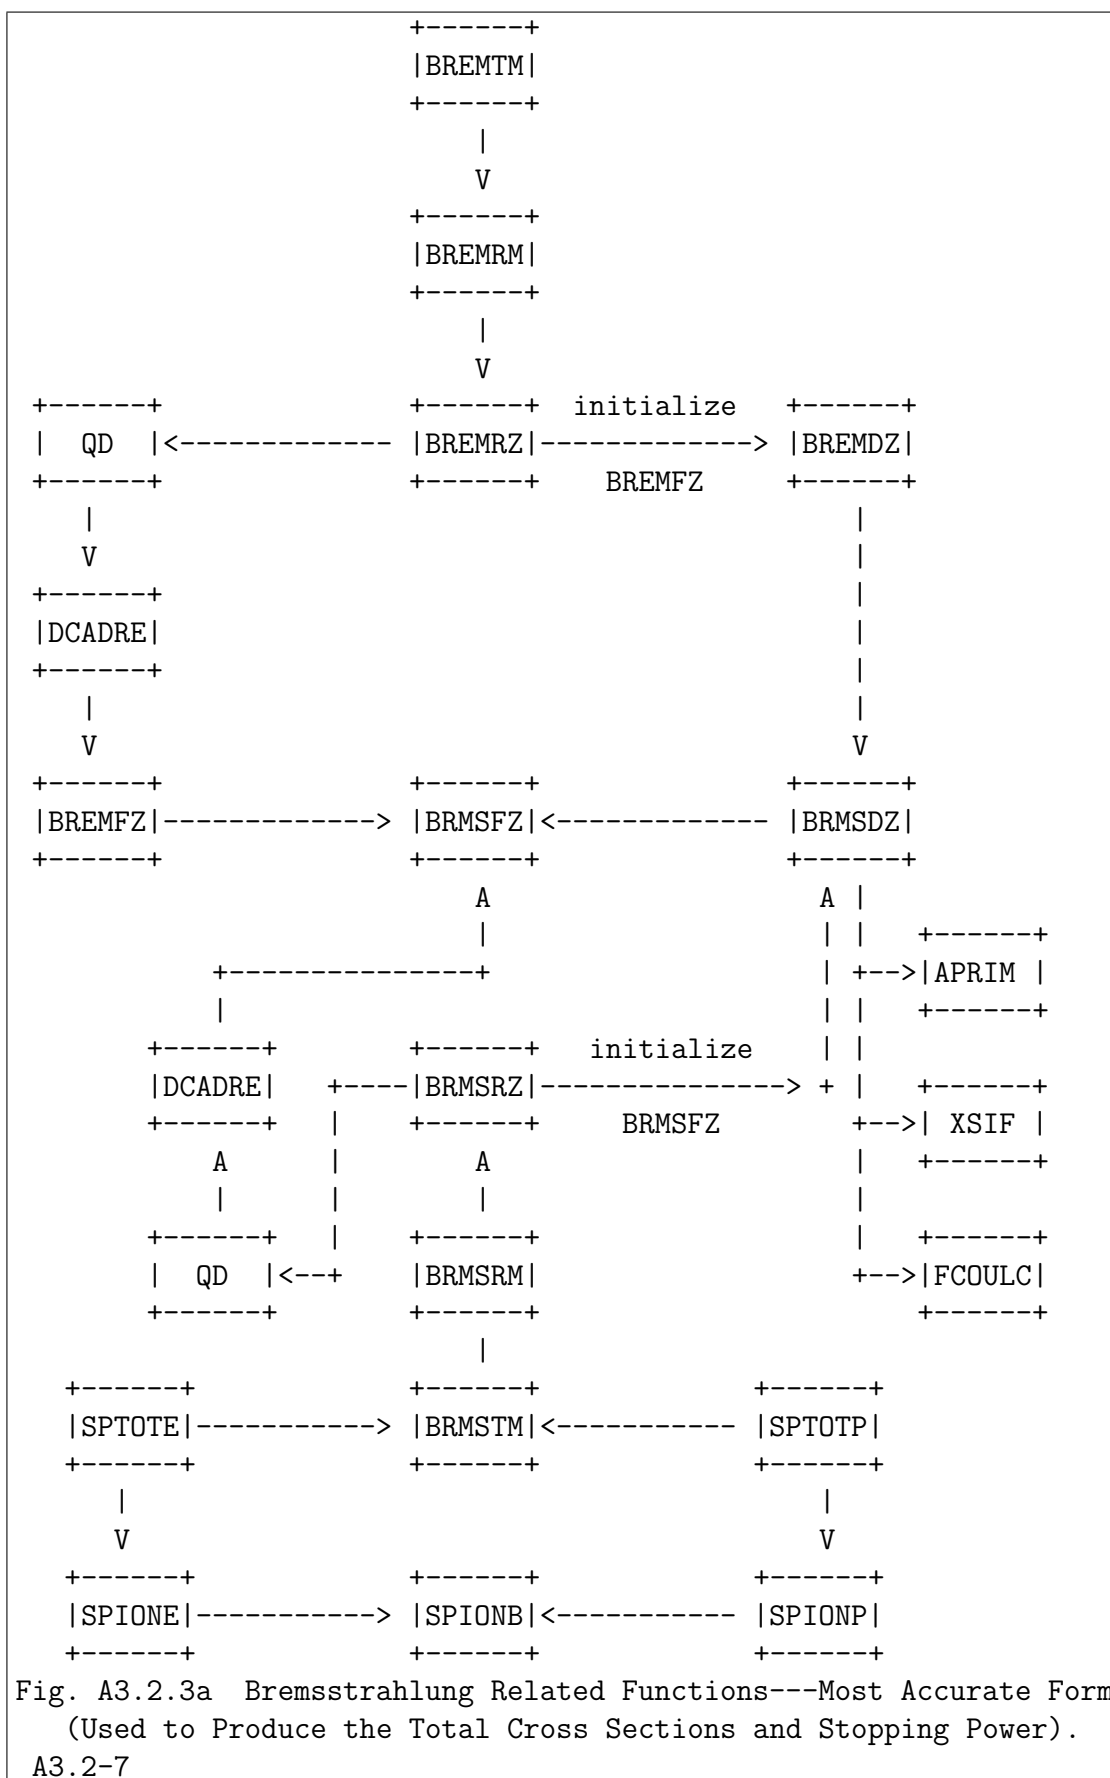 +------+
|BREMTM|
+------+
|
V
+------+
|BREMRM|
+------+
|
V
+------+ +------+ initialize +------+
| QD |<------------- |BREMRZ|-------------> |BREMDZ|
+------+ +------+ BREMFZ +------+
| |
V |
+------+ |
|DCADRE| |
+------+ |
| |
V V
+------+ +------+ +------+
|BREMFZ|-------------> |BRMSFZ|<------------- |BRMSDZ|
+------+ +------+ +------+
A A |
| | | +------+
+---------------+ | +-->|APRIM |
| | | +------+
+------+ +------+ initialize | |
|DCADRE| +----|BRMSRZ|---------------> + | +------+
+------+ | +------+ BRMSFZ +-->| XSIF |
A | A | +------+
| | | |
+------+ | +------+ | +------+
| QD |<--+ |BRMSRM| +-->|FCOULC|
+------+ +------+ +------+
|
+------+ +------+ +------+
|SPTOTE|-----------> |BRMSTM|<----------- |SPTOTP|
+------+ +------+ +------+
| |
V V
+------+ +------+ +------+
|SPIONE|-----------> |SPIONB|<----------- |SPIONP|
+------+ +------+ +------+
Fig. A3.2.3a Bremsstrahlung Related Functions---Most Accurate Form
(Used to Produce the Total Cross Sections and Stopping Power).
A3.2-7